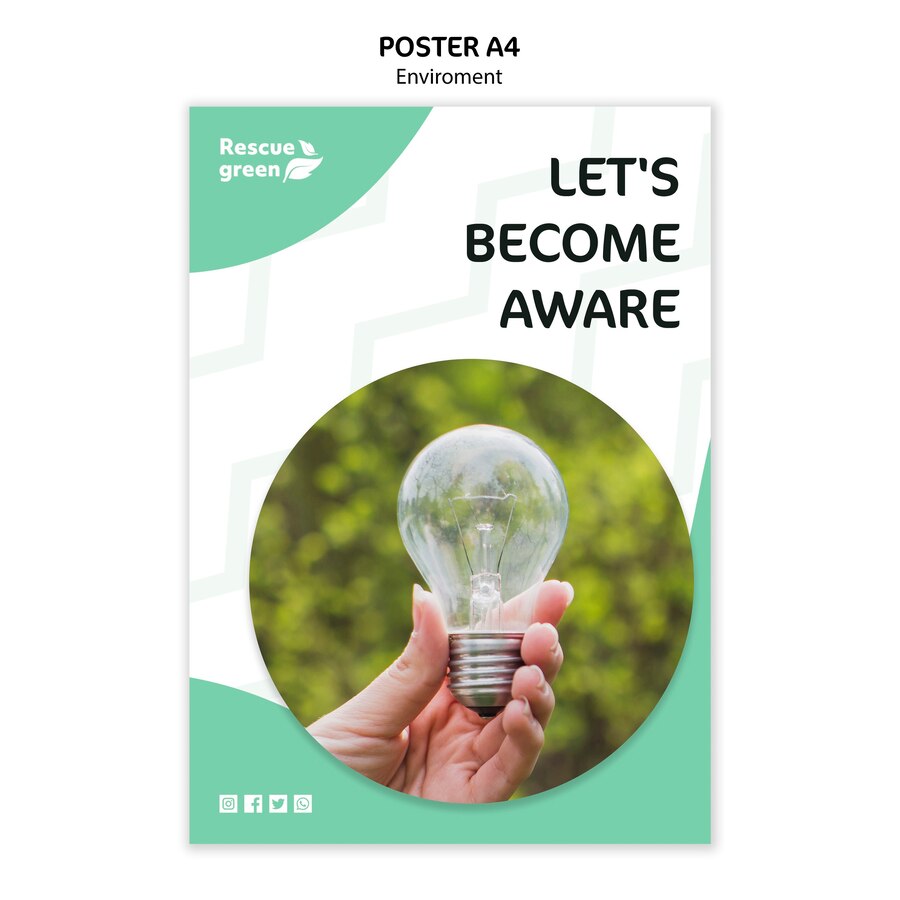 POSTER A4
Enviroment
Rescue
green
LET'S
BECOME
AWARE